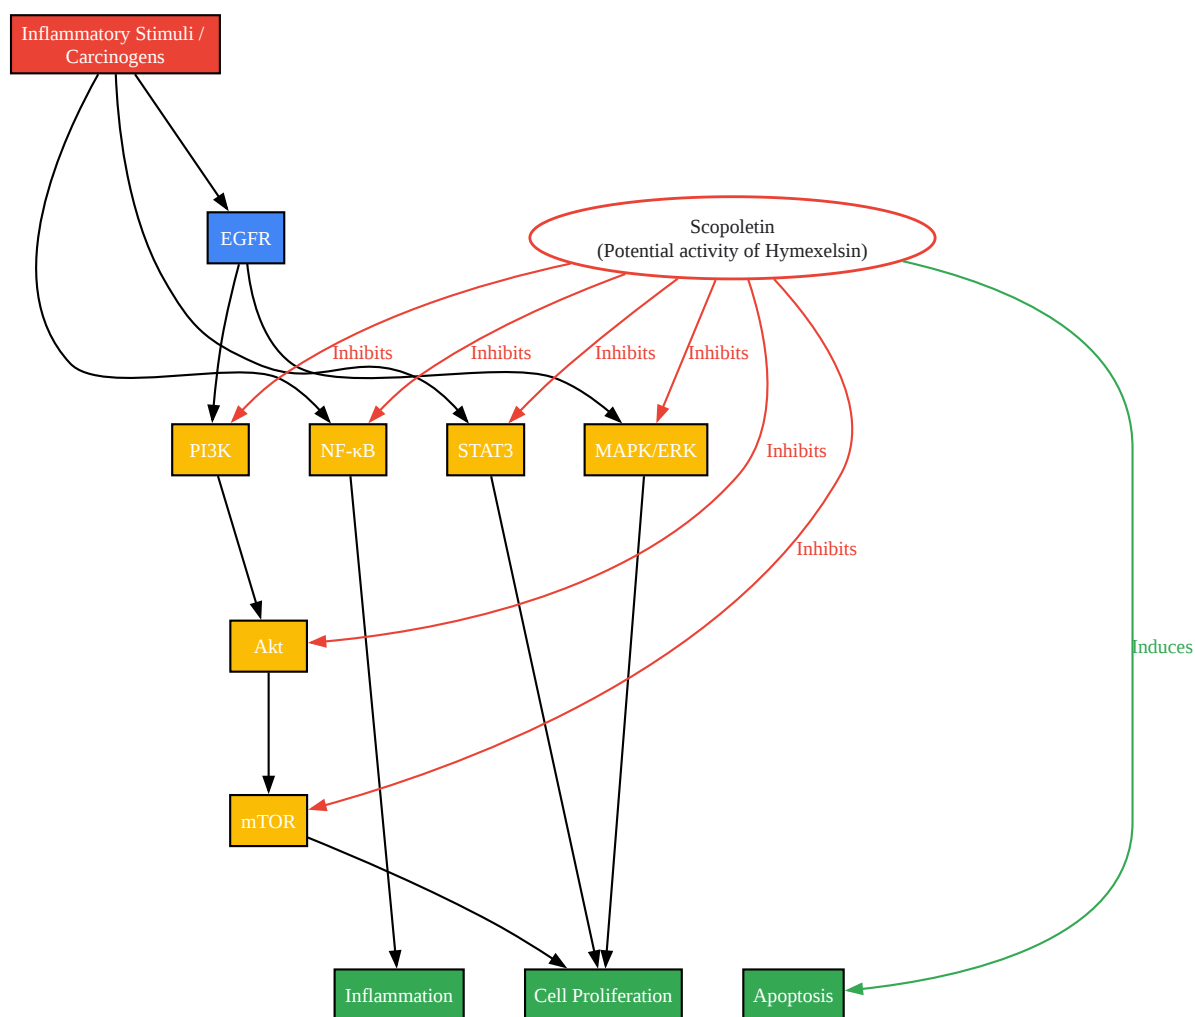 Inflammatory Stimuli /
Carcinogens
EGFR
Scopoletin
(Potential activity of Hymexelsin)
Inhibits
Inhibits
Inhibits
Inhibits
PI3K
NF-κB
STAT3
MAPK/ERK
Inhibits
Inhibits
Akt
Induces
mTOR
Inflammation
Cell Proliferation
Apoptosis